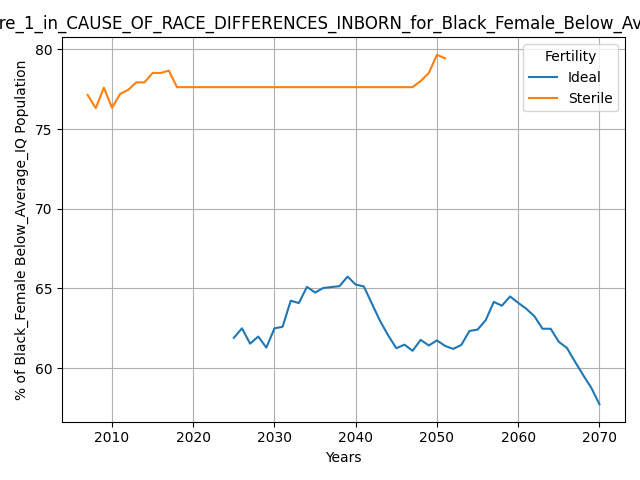 re_1_in_CAUSE_OF_RACE_DIFFERENCES_INBORN_for_Black_Female_Below_Av
Fertility
Ideal
Sterile
80
75
70
65
60
% of Black_Female Below_Average_IQ Population
2010 2020 2030 2040 2050 2060 2070
Years